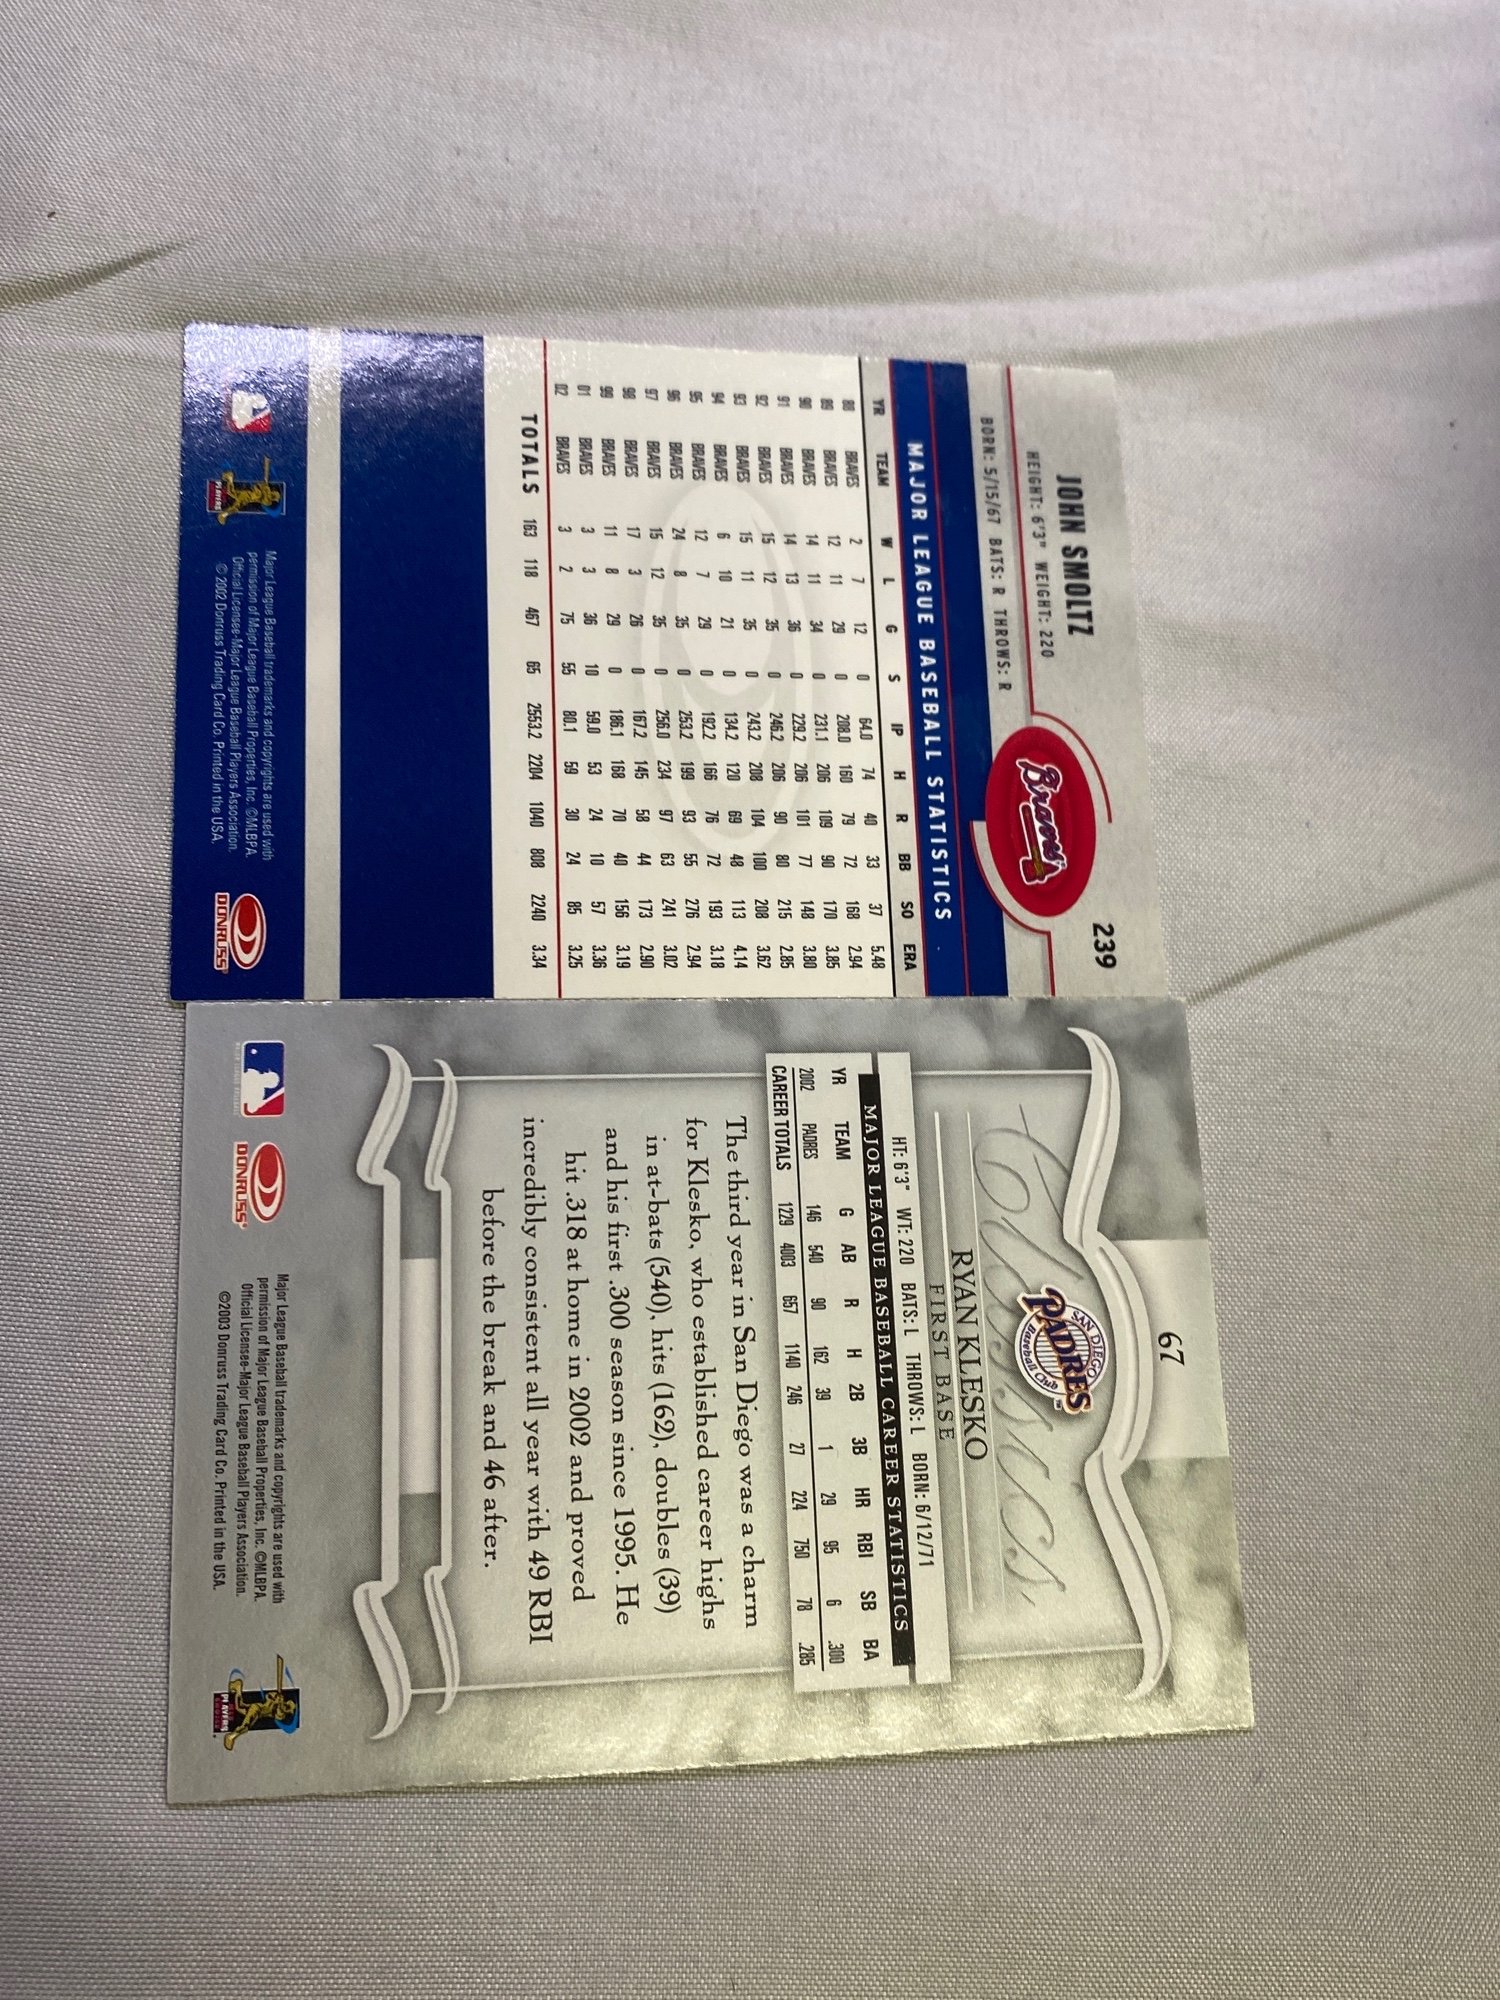 239
JOHN SMOLTZ
HEIGHT: 6'3" WEIGHT: 220
BORN: 5/15/67 BATS: R THROWS: R
Braves
MAJOR LEAGUE BASEBALL STATISTICS
YR TEAM W L G S IP H R BB SO ERA
88 BRAVES 2 7 12 0 64.0 74 40 33 37 5.48
89 BRAVES 12 11 29 0 208.0 160 79 72 168 2.94
90 BRAVES 14 11 34 0 231.1 206 109 90 170 3.85
91 BRAVES 14 13 36 0 229.2 206 101 77 148 3.80
92 BRAVES 15 12 35 0 246.2 206 90 80 215 2.85
93 BRAVES 15 11 35 0 243.2 208 104 100 208 3.62
94 BRAVES 6 10 21 0 134.2 120 69 48 113 4.14
95 BRAVES 12 7 29 0 192.2 166 76 72 193 3.18
96 BRAVES 24 8 35 0 253.2 199 93 55 276 2.94
97 BRAVES 15 12 35 0 256.0 234 97 63 241 3.02
98 BRAVES 17 3 26 0 167.2 145 58 44 173 2.90
99 BRAVES 11 8 29 0 186.1 168 70 40 156 3.19
01 BRAVES 3 3 36 10 59.0 53 24 10 57 3.36
02 BRAVES 3 2 75 55 80.1 59 30 24 85 3.25
TOTALS 163 118 467 65 2553.2 2204 1040 808 2240 3.34
PLAYERS
Major League Baseball trademarks and copyrights are used with
permission of Major League Baseball Properties, Inc. ©MLBPA
Official Licensee-Major League Baseball Players Association.
©2002 Donruss Trading Card Co. Printed in the USA.
DONRUSS
67
Classics
SAN DIEGO
PADRES
Baseball Club
RYAN KLESKO
FIRST BASE
HT: 6'3" WT: 220 BATS: L THROWS: L BORN: 6/12/71
MAJOR LEAGUE BASEBALL CAREER STATISTICS
YR TEAM G AB R H 2B 3B HR RBI SB BA
2002 PADRES 146 540 90 162 39 1 29 95 6 .300
CAREER TOTALS 1229 4003 657 1140 246 27 224 750 78 .285
The third year in San Diego was a charm
for Klesko, who established career highs
in at-bats (540), hits (162), doubles (39)
and his first .300 season since 1995. He
hit .318 at home in 2002 and proved
incredibly consistent all year with 49 RBI
before the break and 46 after.
DONRUSS
Major League Baseball trademarks and copyrights are used with
permission of Major League Baseball Properties, Inc. ©MLBPA
Official Licensee-Major League Baseball Players Association.
©2003 Donruss Trading Card Co. Printed in the USA.
PLAYERS